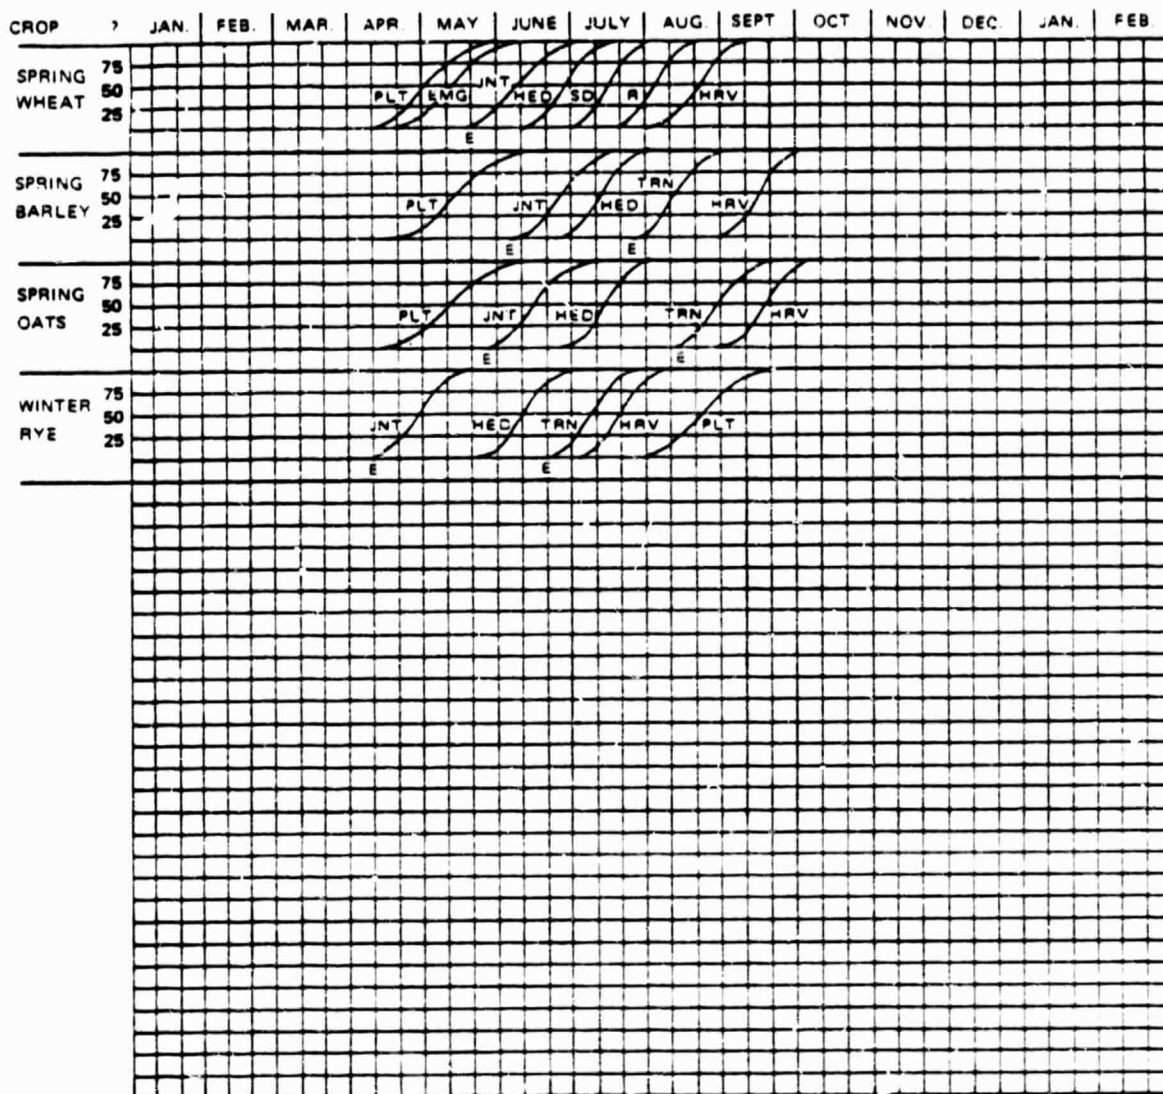 CROP ? JAN. FEB. MAR. APR. MAY JUNE JULY AUG. SEPT OCT. NOV. DEC. JAN. FEB.
SPRING WHEAT 75 50 25 PLT EMG JNT HED SD R HRV
E
SPRING BARLEY 75 50 25 PLT JNT HED TRN HRV
E E
SPRING OATS 75 50 25 PLT JNT HED TRN HRV
E E
WINTER RYE 75 50 25 JNT HED TRN HRV PLT
E E